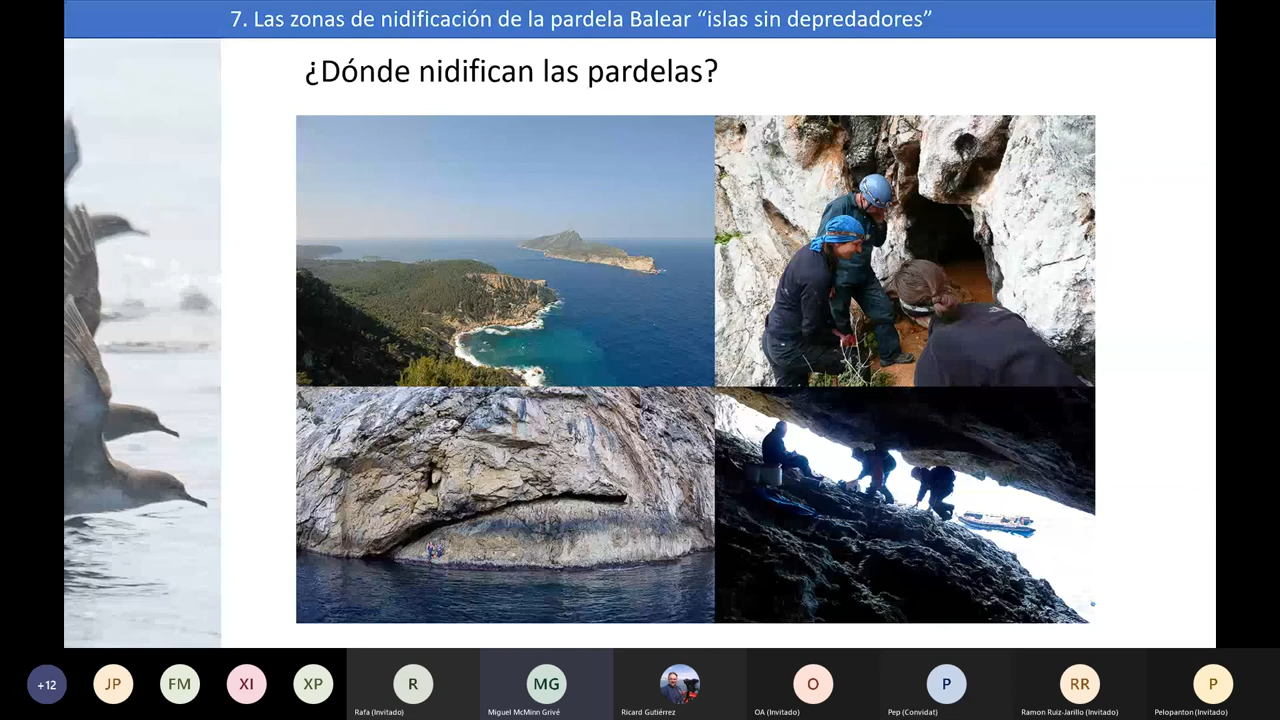 7. Las zonas de nidificación de la pardela Balear “islas sin depredadores”
¿Dónde nidifican las pardelas?
+12
JP
FM
XI
XP
R
MG
O
P
RR
P
Rafa (Invitado)
Miguel McMinn Grivé
Ricard Gutiérrez
OA (Invitado)
Pep (Convidat)
Ramon Ruiz-Jarillo (Invitado)
Pelopanton (Invitado)